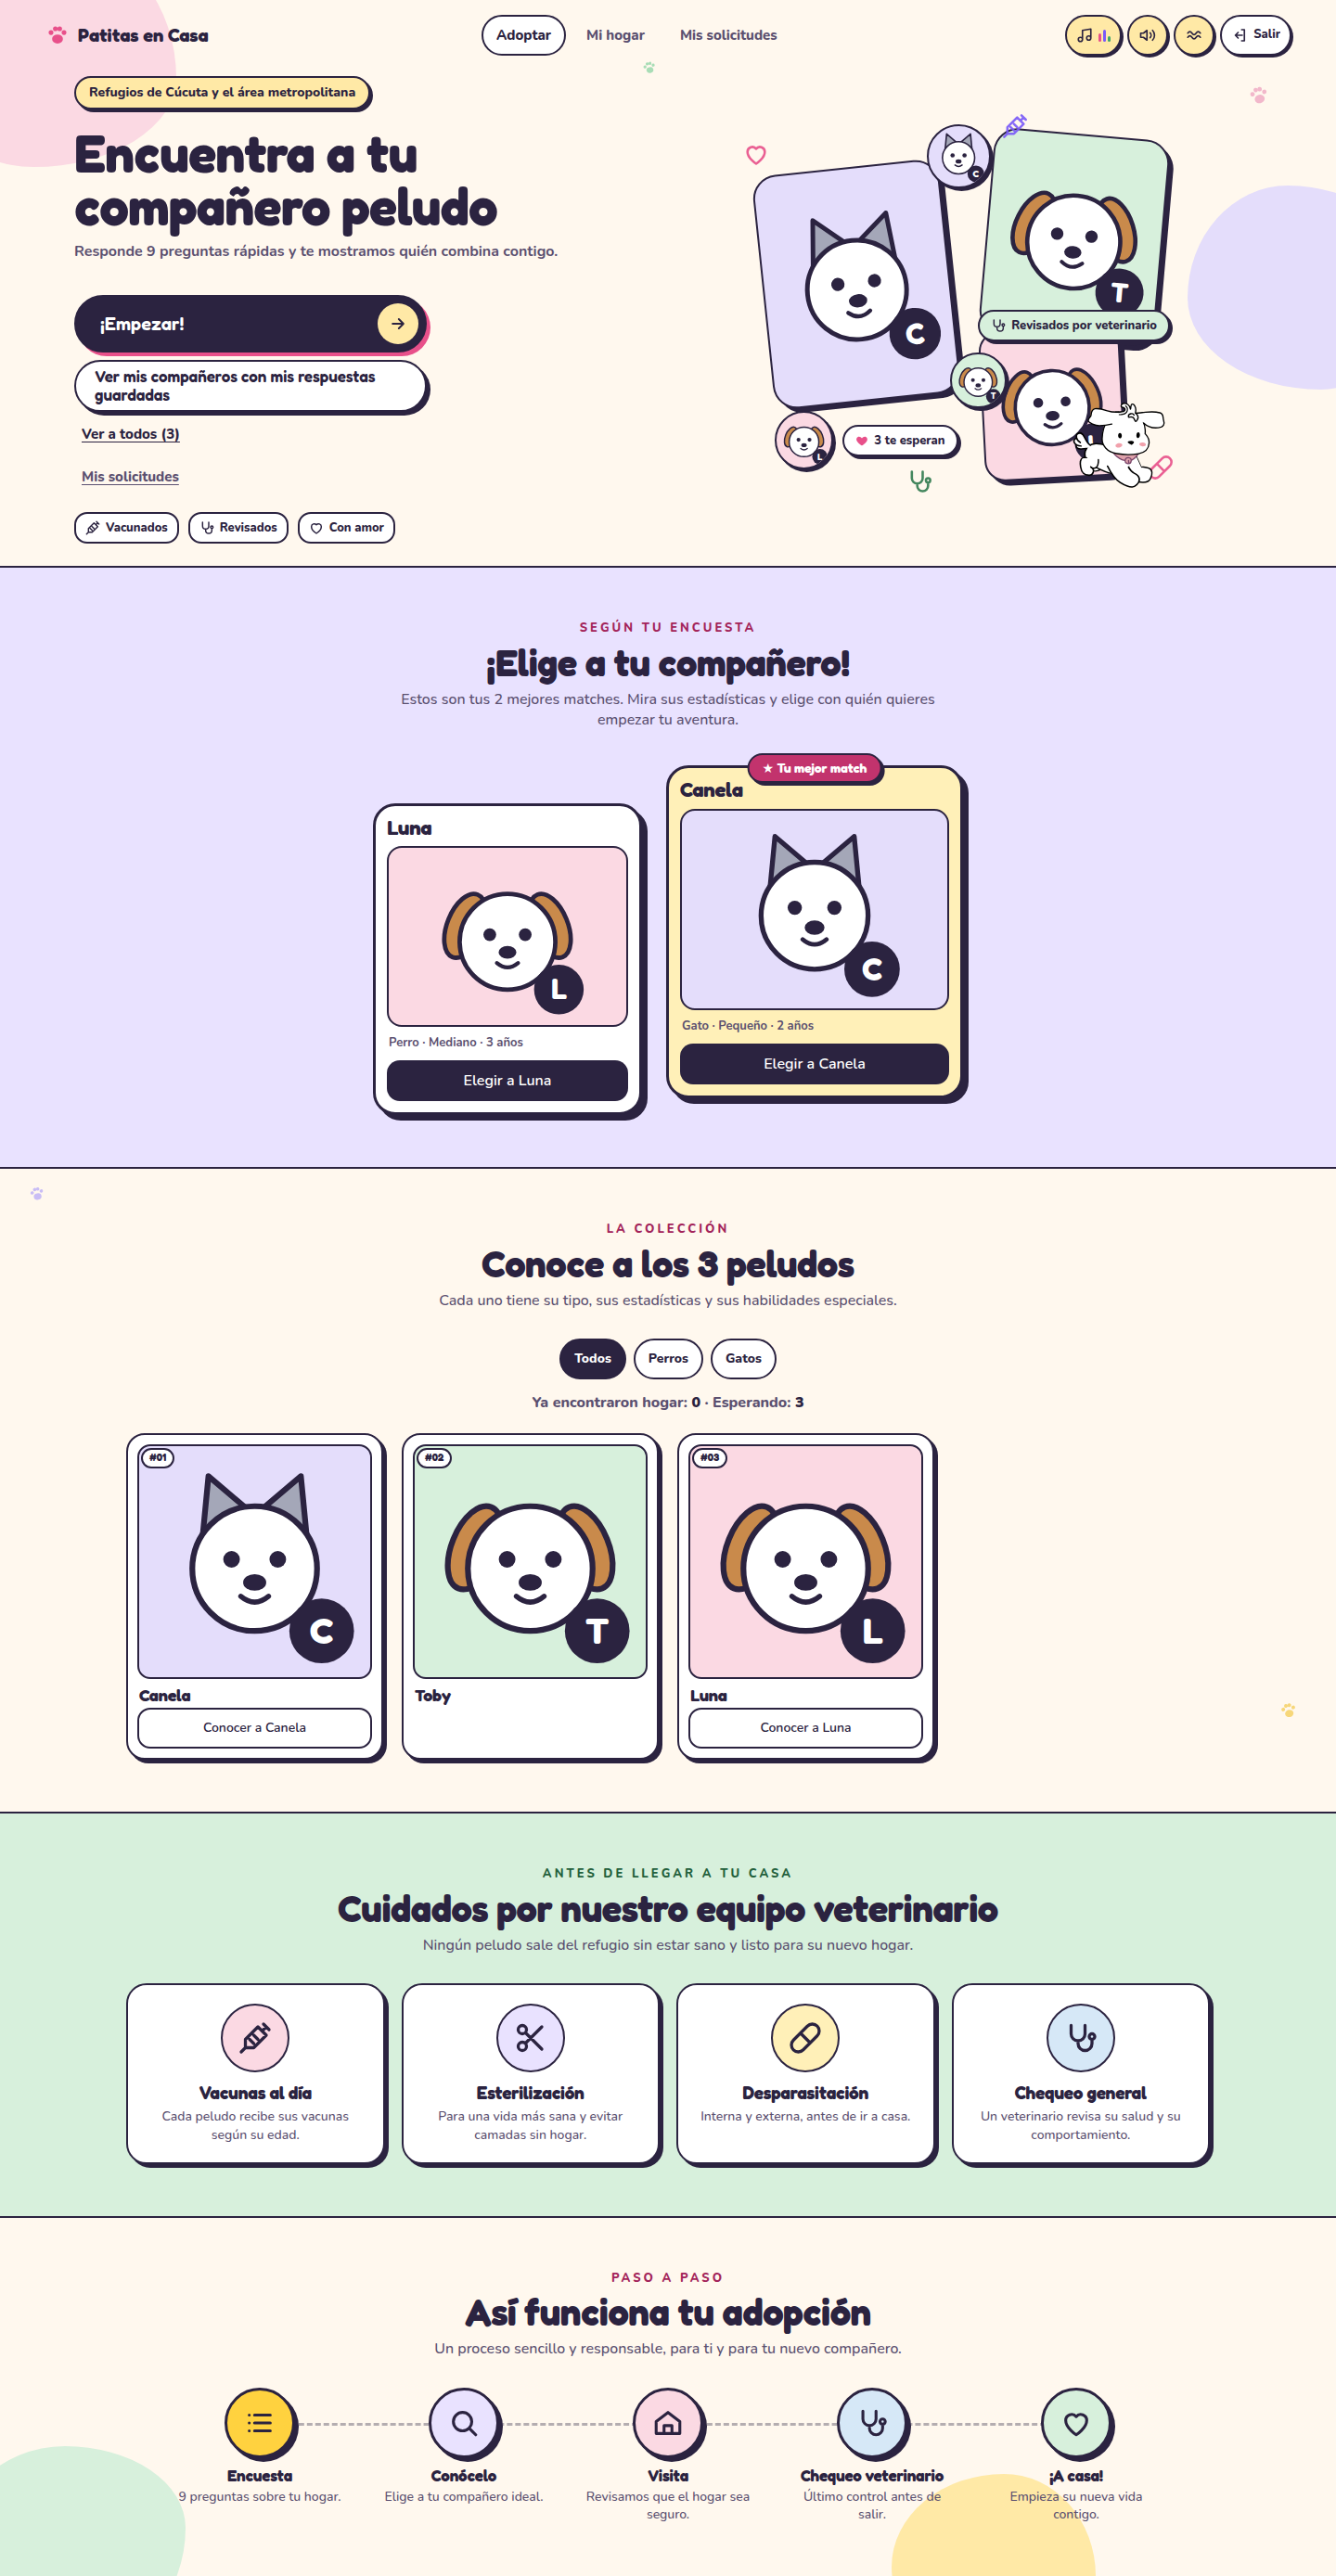 Patitas en Casa
Adoptar
Mi hogar
Mis solicitudes
Salir
Refugios de Cúcuta y el área metropolitana
Encuentra a tu
compañero peludo
Responde 9 preguntas rápidas y te mostramos quién combina contigo.
¡Empezar!
Ver mis compañeros con mis respuestas
guardadas
Ver a todos (3)
Mis solicitudes
Vacunados
Revisados
Con amor
C
C
T
Revisados por veterinario
T
L
3 te esperan
SEGÚN TU ENCUESTA
¡Elige a tu compañero!
Estos son tus 2 mejores matches. Mira sus estadísticas y elige con quién quieres
empezar tu aventura.
★ Tu mejor match
Luna
L
Perro · Mediano · 3 años
Elegir a Luna
Canela
C
Gato · Pequeño · 2 años
Elegir a Canela
LA COLECCIÓN
Conoce a los 3 peludos
Cada uno tiene su tipo, sus estadísticas y sus habilidades especiales.
Todos
Perros
Gatos
Ya encontraron hogar: 0 · Esperando: 3
#01
C
Canela
Conocer a Canela
#02
T
Toby
#03
L
Luna
Conocer a Luna
ANTES DE LLEGAR A TU CASA
Cuidados por nuestro equipo veterinario
Ningún peludo sale del refugio sin estar sano y listo para su nuevo hogar.
Vacunas al día
Cada peludo recibe sus vacunas
según su edad.
Esterilización
Para una vida más sana y evitar
camadas sin hogar.
Desparasitación
Interna y externa, antes de ir a casa.
Chequeo general
Un veterinario revisa su salud y su
comportamiento.
PASO A PASO
Así funciona tu adopción
Un proceso sencillo y responsable, para ti y para tu nuevo compañero.
Encuesta
9 preguntas sobre tu hogar.
Conócelo
Elige a tu compañero ideal.
Visita
Revisamos que el hogar sea
seguro.
Chequeo veterinario
Último control antes de
salir.
¡A casa!
Empieza su nueva vida
contigo.